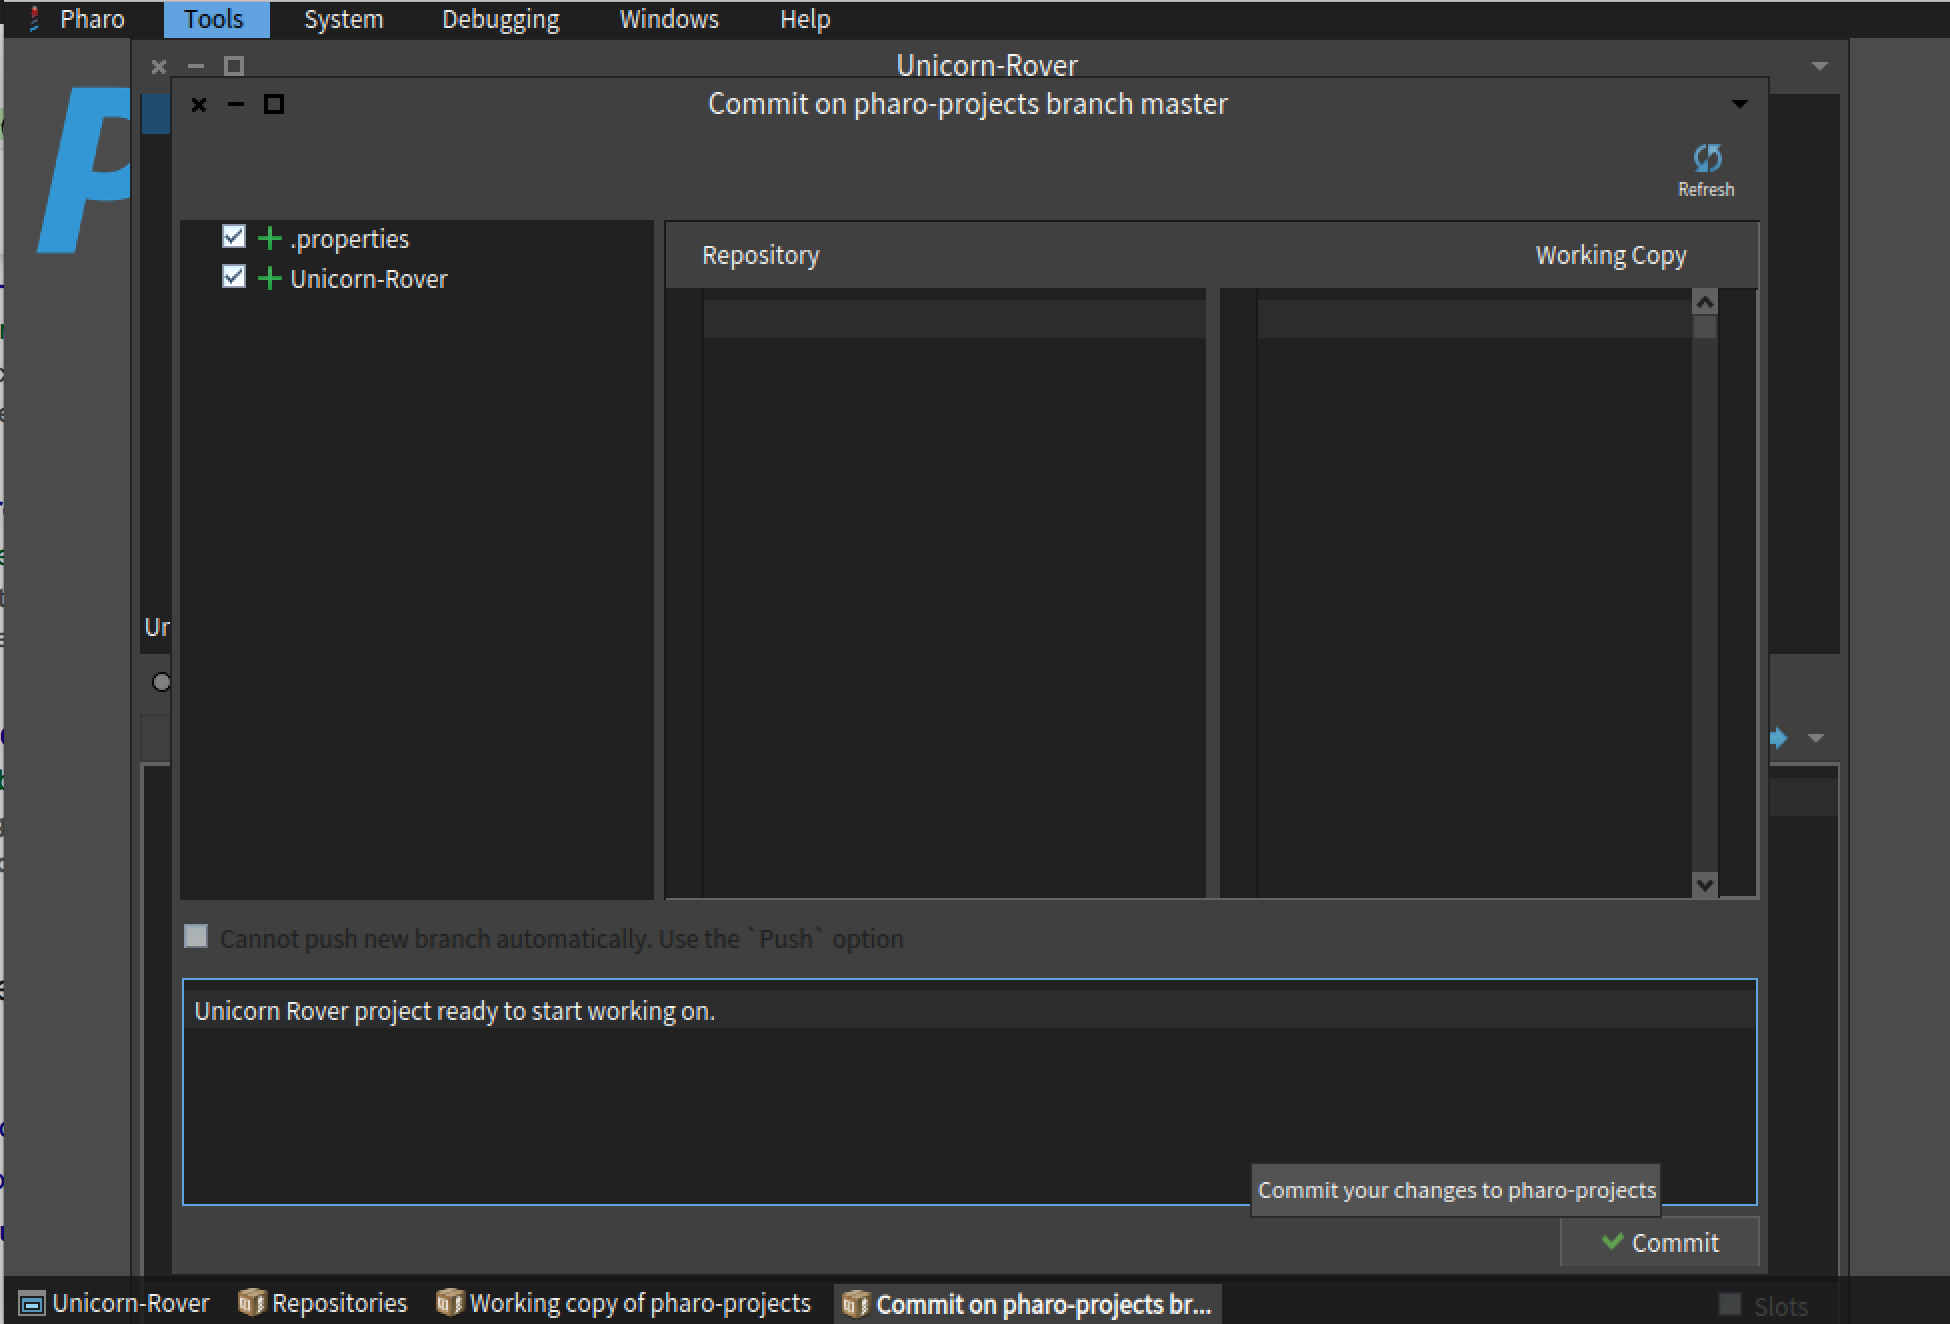 Pharo Tools System Debugging Windows Help
Unicorn-Rover
Commit on pharo-projects branch master
Refresh
.properties
Unicorn-Rover
Repository Working Copy
Ur
Cannot push new branch automatically. Use the `Push` option
Unicorn Rover project ready to start working on.
Commit your changes to pharo-projects
Commit
Unicorn-Rover Repositories Working copy of pharo-projects Commit on pharo-projects br... Slots